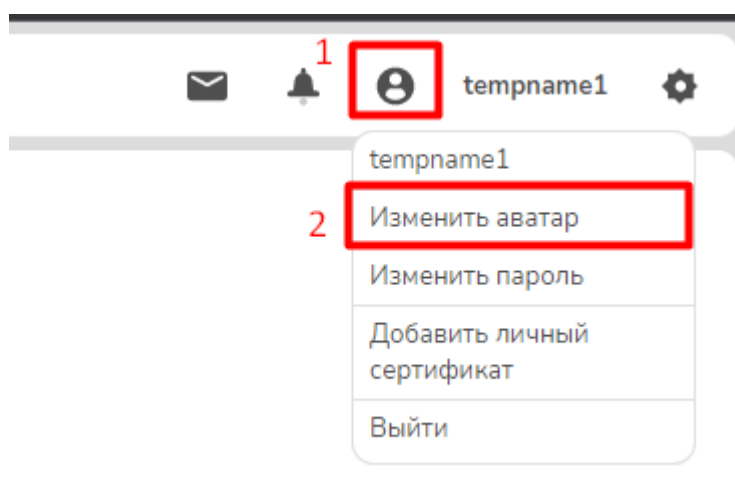 1
tempname1
tempname1
2
Изменить аватар
Изменить пароль
Добавить личный
сертификат
Выйти